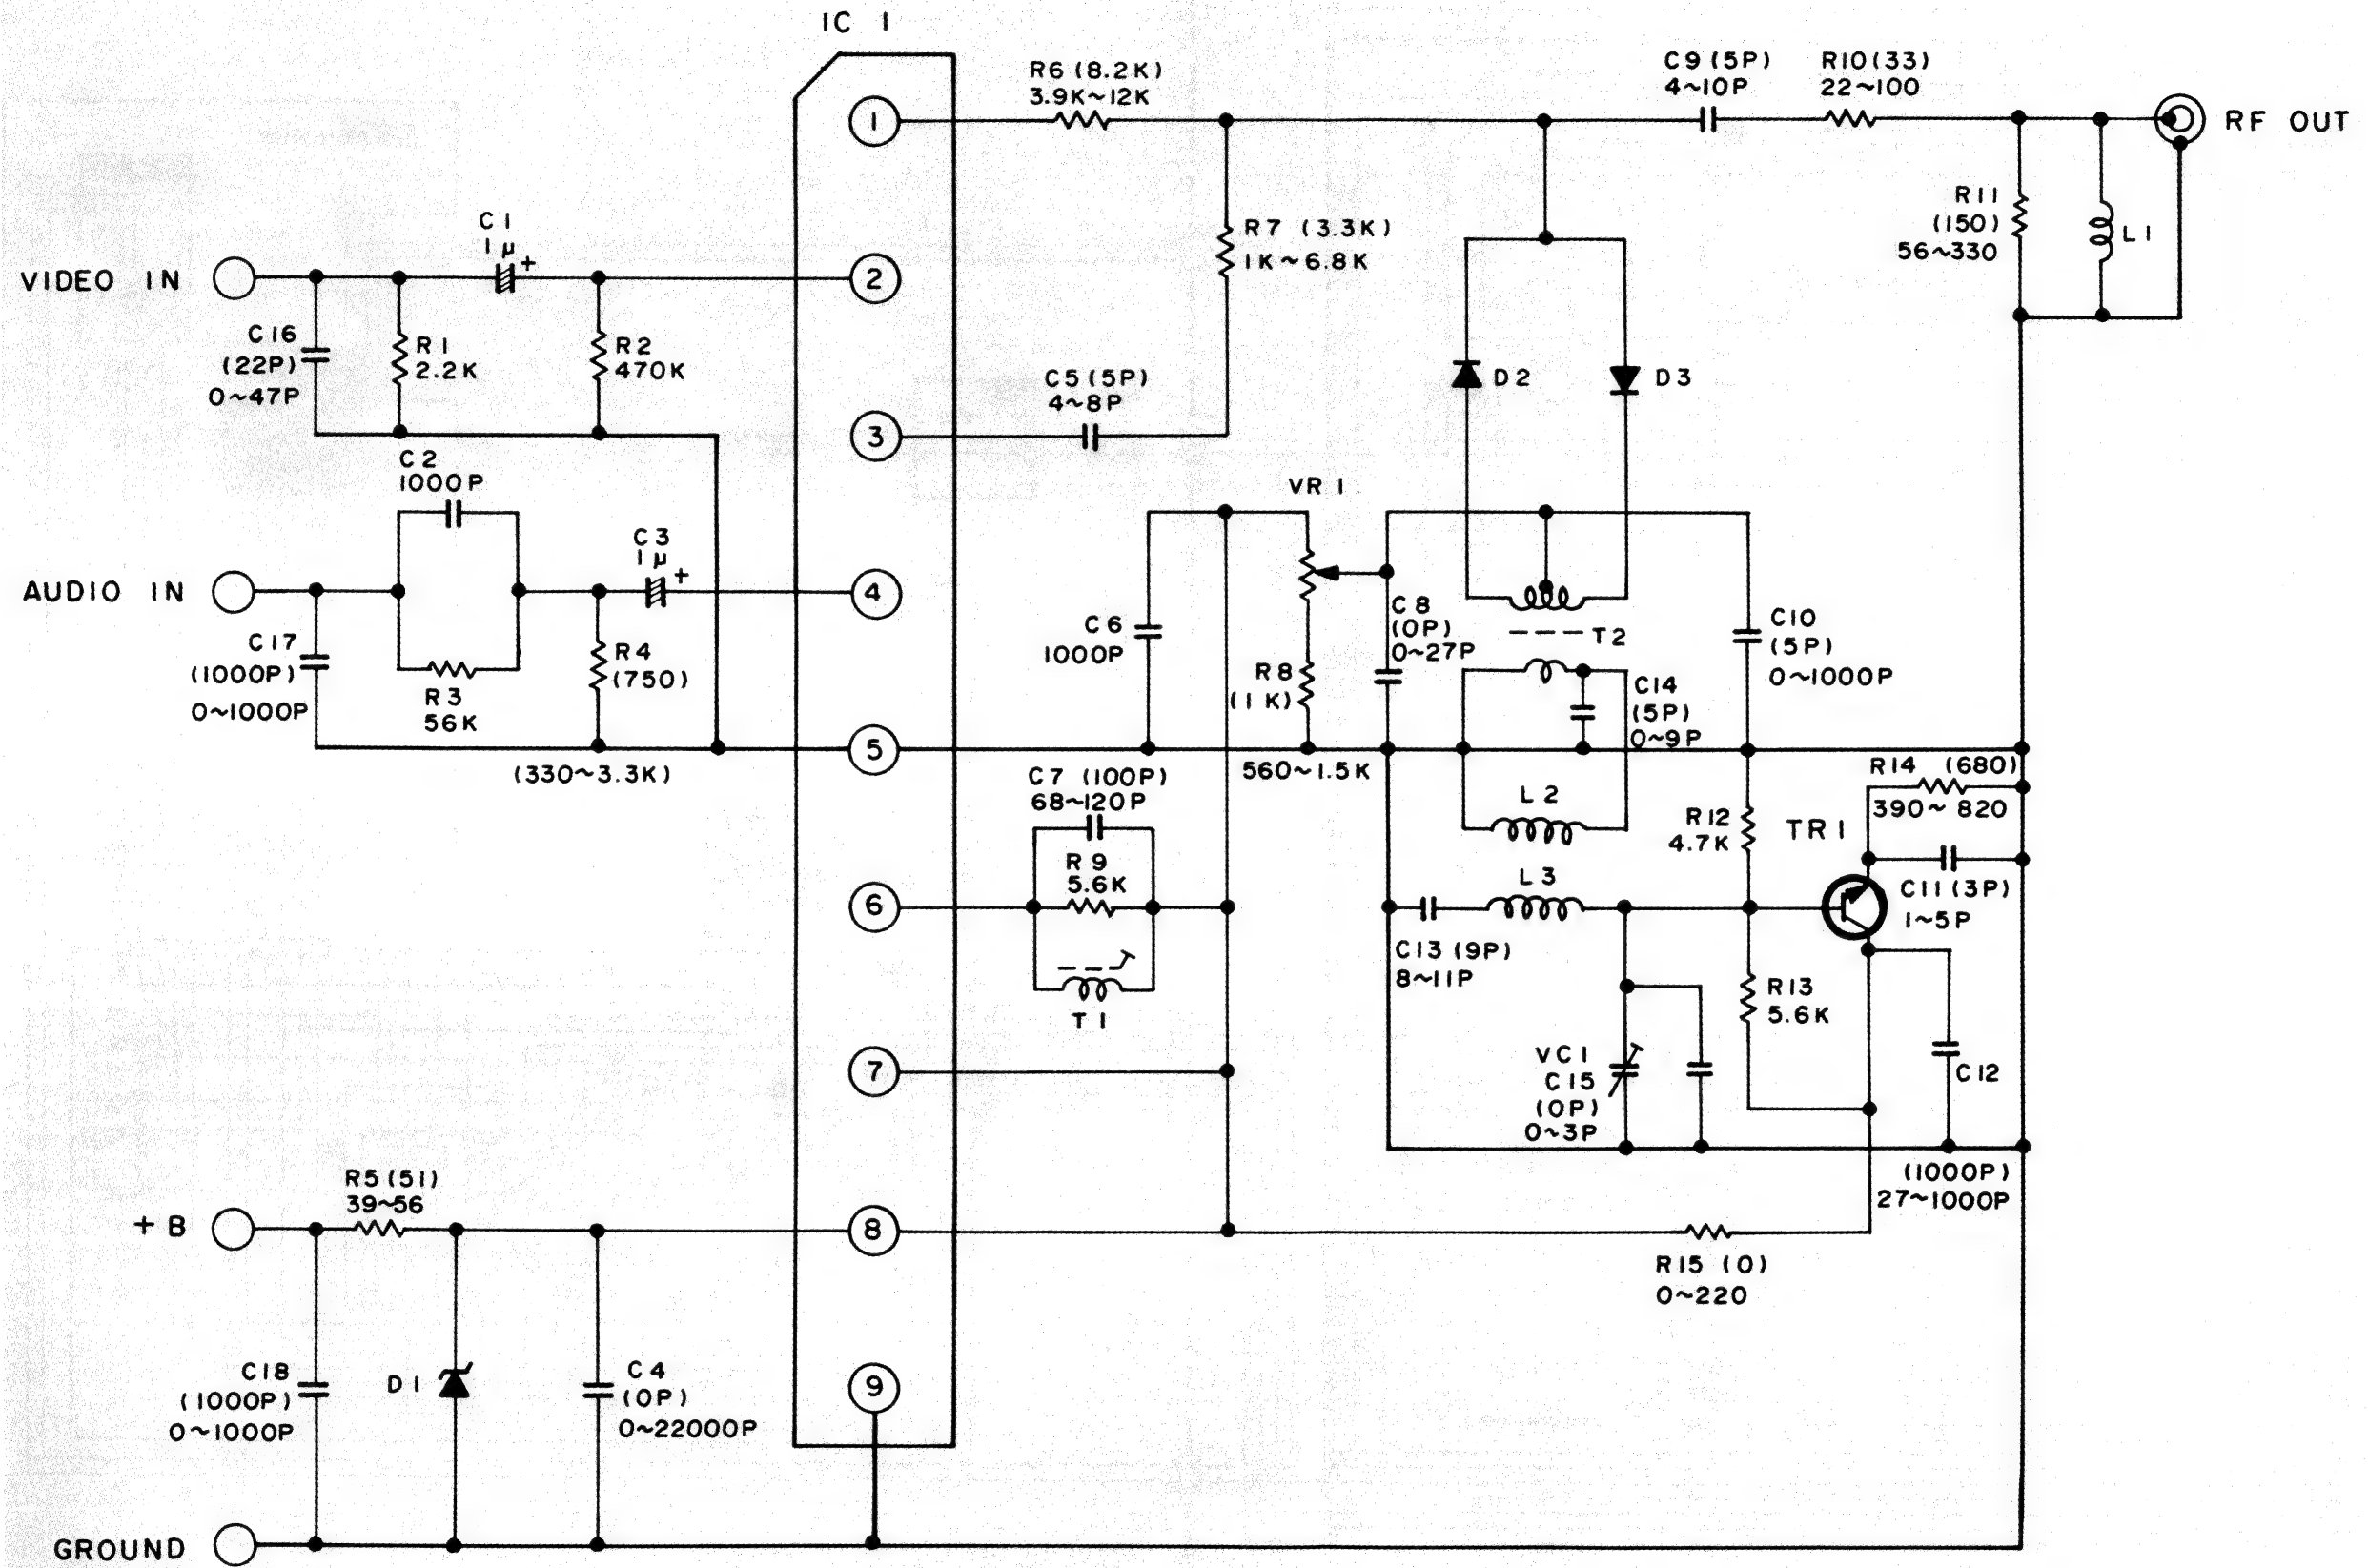 IC 1
R6 (8.2K)
3.9K~12K
C9 (5P)
4~10P
R10 (33)
22~100
1
RF OUT
R11
(150)
56~330
L1
C1
1µ
+
R7 (3.3K)
1K~6.8K
VIDEO IN
2
C16
(22P)
0~47P
R1
2.2K
R2
470K
C5 (5P)
4~8P
D2
D3
3
C2
1000P
VR 1
C3
1µ
+
AUDIO IN
4
C17
(1000P)
0~1000P
R4
(750)
R3
56K
C6
1000P
R8
(1K)
C8
(0P)
0~27P
T2
C10
(5P)
0~1000P
C14
(5P)
0~9P
5
(330~3.3K)
560~1.5K
C7 (100P)
68~120P
R9
5.6K
L2
R12
4.7K
TR1
R14 (680)
390~820
6
L3
C11 (3P)
1~5P
C13 (9P)
8~11P
R13
5.6K
T1
7
VC1
C15
(0P)
0~3P
C12
(1000P)
27~1000P
R5 (51)
39~56
+B
8
R15 (0)
0~220
C18
(1000P)
0~1000P
D1
C4
(0P)
0~22000P
9
GROUND